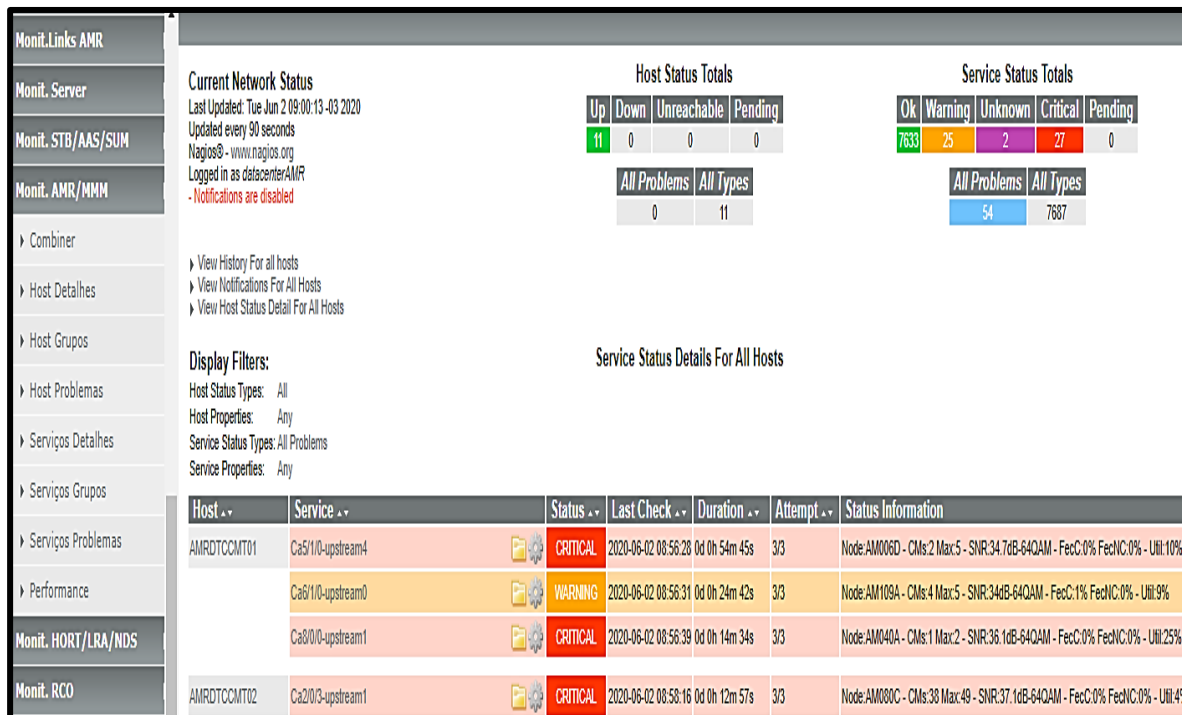 Monit.Links AMR
Monit. Server
Monit. STB/AAS/SUM
Monit. AMR/MMM
Combiner
Host Detalhes
Host Grupos
Host Problemas
Serviços Detalhes
Serviços Grupos
Serviços Problemas
Performance
Monit. HORT/LRA/NDS
Monit. RCO
Current Network Status
Last Updated: Tue Jun 2 09:00:13 -03 2020
Updated every 90 seconds
Nagios® - www.nagios.org
Logged in as datacenterAMR
- Notifications are disabled
View History For all hosts
View Notifications For All Hosts
View Host Status Detail For All Hosts
Host Status Totals
Up Down Unreachable Pending
11 0 0 0
All Problems All Types
0 11
Service Status Totals
Ok Warning Unknown Critical Pending
7633 25 2 27 0
All Problems All Types
54 7687
Display Filters:
Host Status Types: All
Host Properties: Any
Service Status Types: All Problems
Service Properties: Any
Service Status Details For All Hosts
Host Service Status Last Check Duration Attempt Status Information
AMRDTCCMT01 Ca5/1/0-upstream4 CRITICAL 2020-06-02 08:56:28 0d 0h 54m 45s 3/3 Node:AM006D - CMs:2 Max:5 - SNR:34.7dB-64QAM - FecC:0% FecNC:0% - Util:10%
Ca6/1/0-upstream0 WARNING 2020-06-02 08:56:31 0d 0h 24m 42s 3/3 Node:AM109A - CMs:4 Max:5 - SNR:34dB-64QAM - FecC:1% FecNC:0% - Util:9%
Ca8/0/0-upstream1 CRITICAL 2020-06-02 08:56:39 0d 0h 14m 34s 3/3 Node:AM040A - CMs:1 Max:2 - SNR:36.1dB-64QAM - FecC:0% FecNC:0% - Util:25%
AMRDTCCMT02 Ca2/0/3-upstream1 CRITICAL 2020-06-02 08:58:16 0d 0h 12m 57s 3/3 Node:AM080C - CMs:38 Max:49 - SNR:37.1dB-64QAM - FecC:0% FecNC:0% - Util:4%